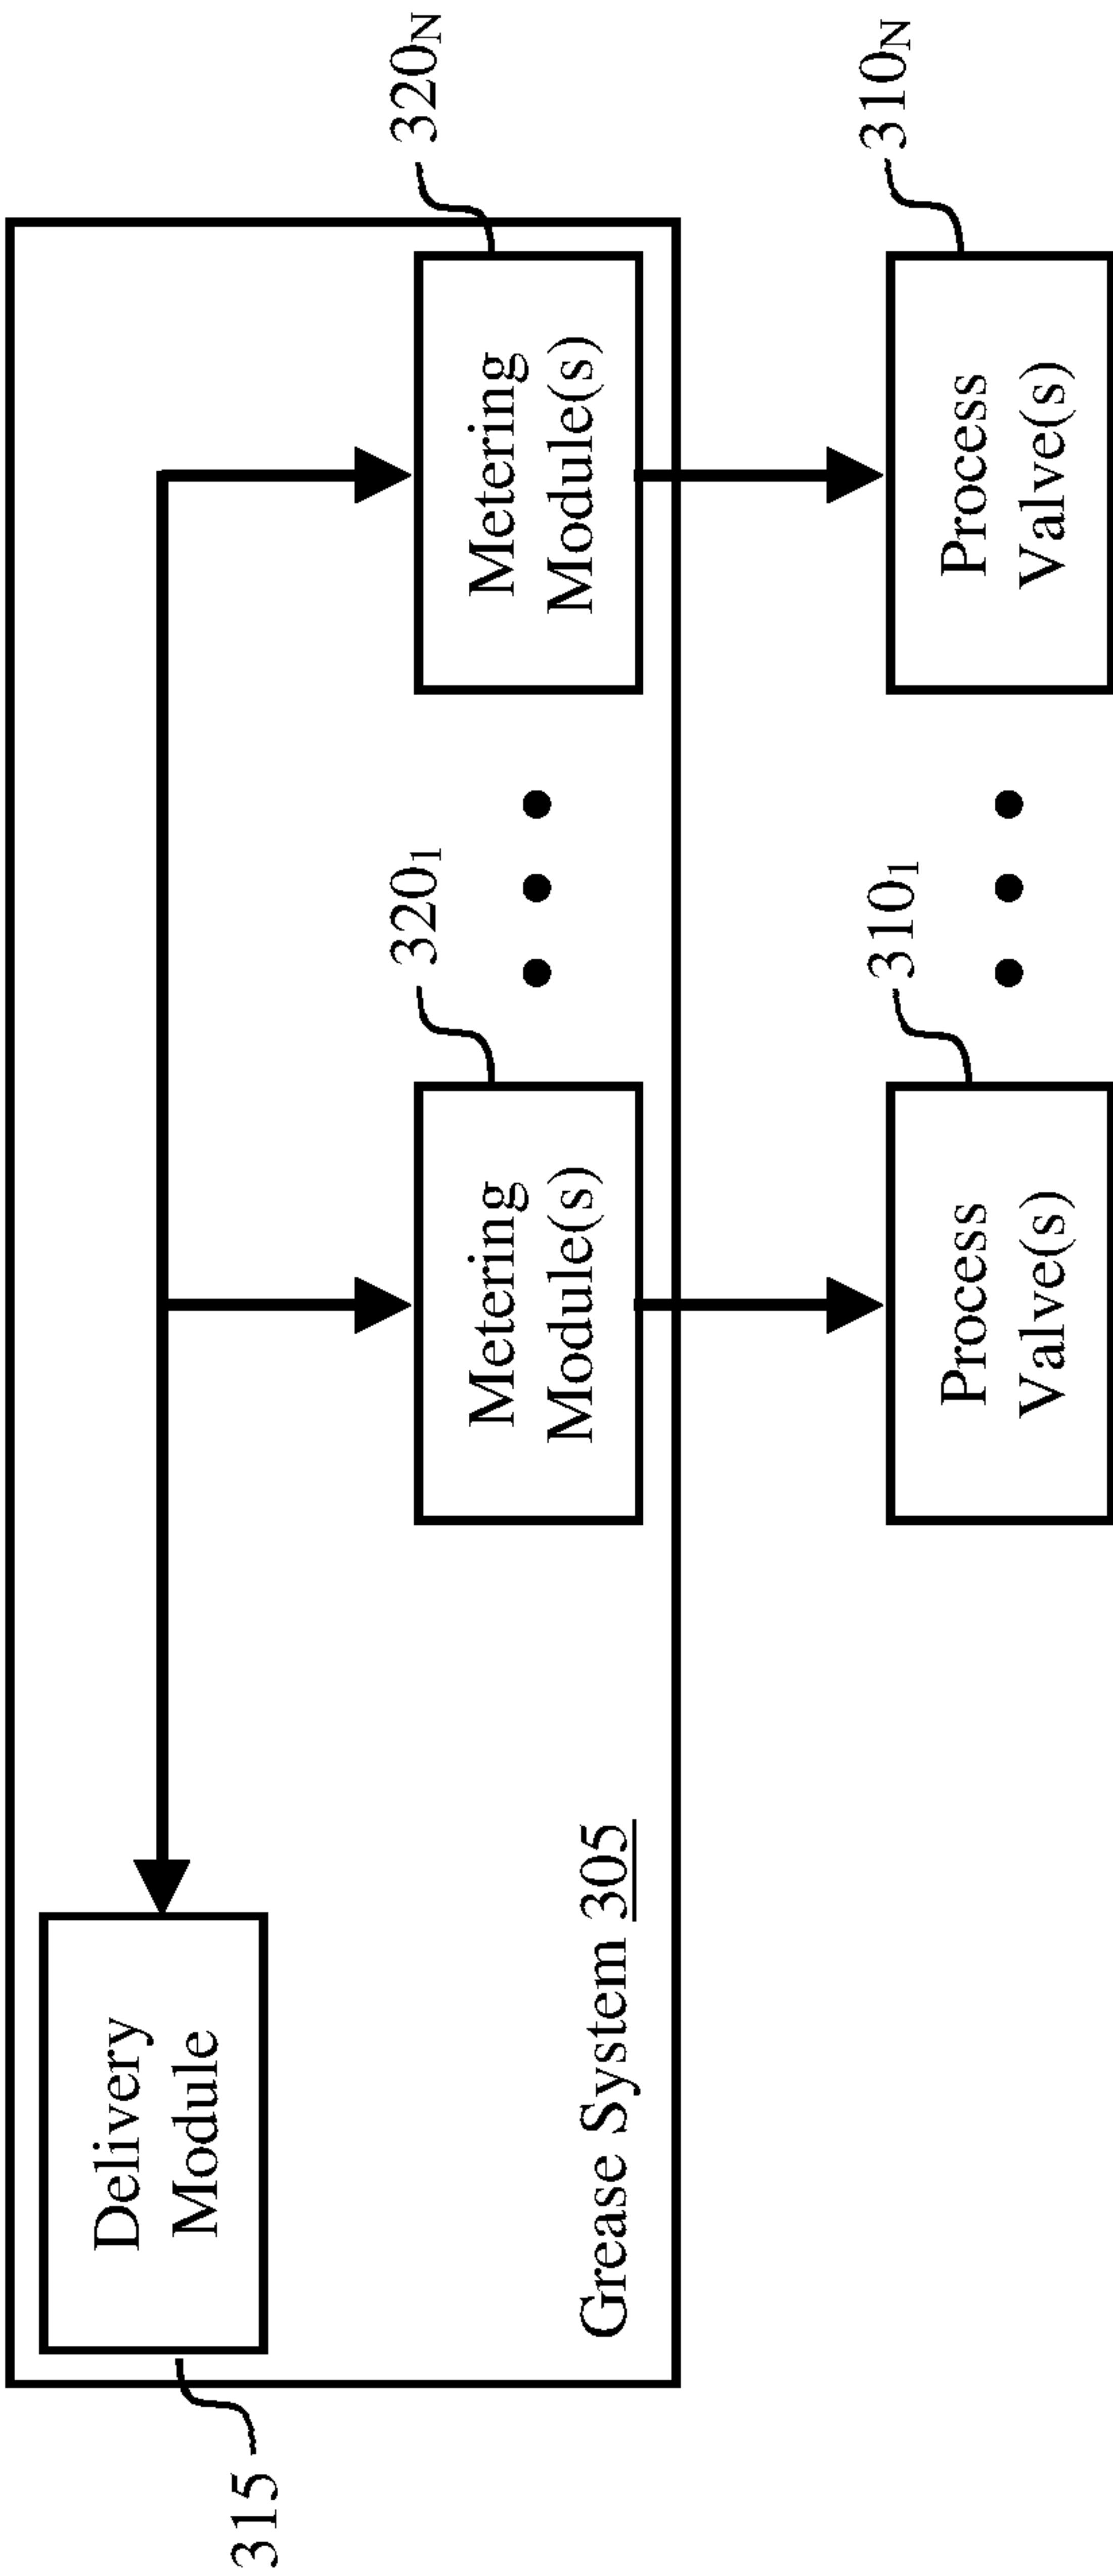 315
Delivery
Module
Grease System 305
Metering
Module(s)
320₁
Metering
Module(s)
320N
Process
Valve(s)
310₁
Process
Valve(s)
310N